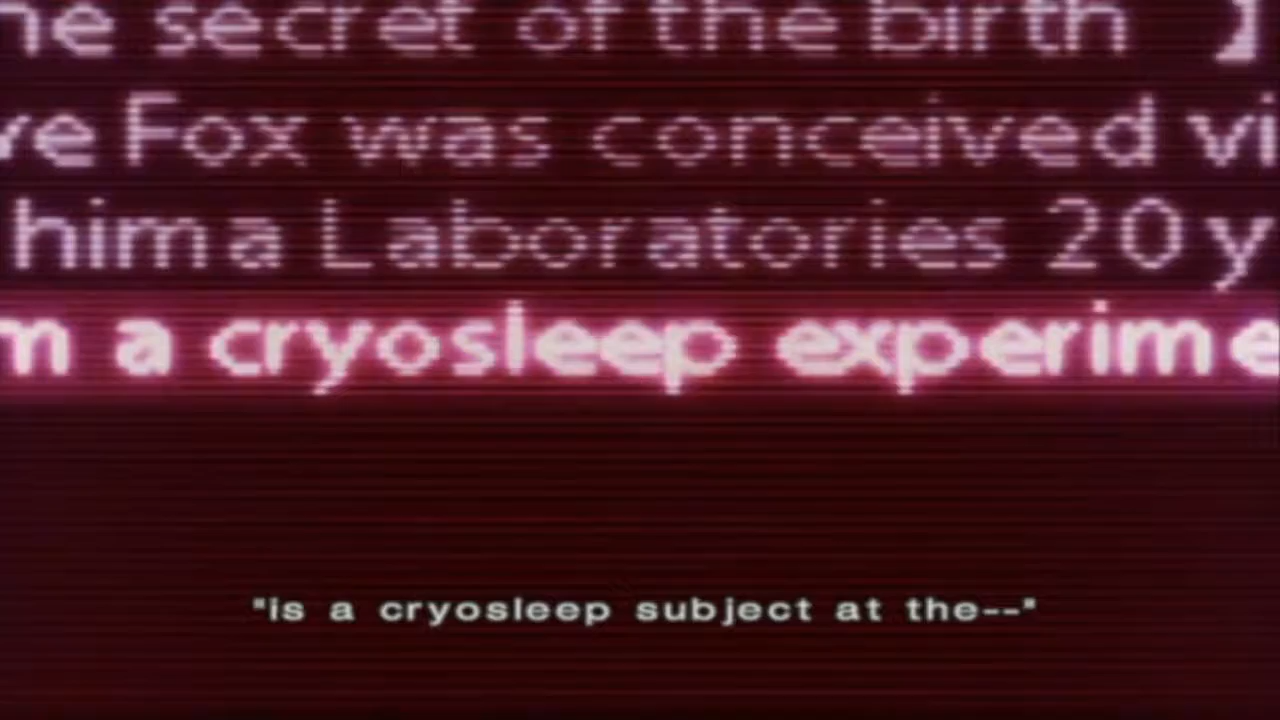 he secret of the birth 】
ve Fox was conceived vi
hima Laboratories 20 y
m a cryosleep experime
"is a cryosleep subject at the--"